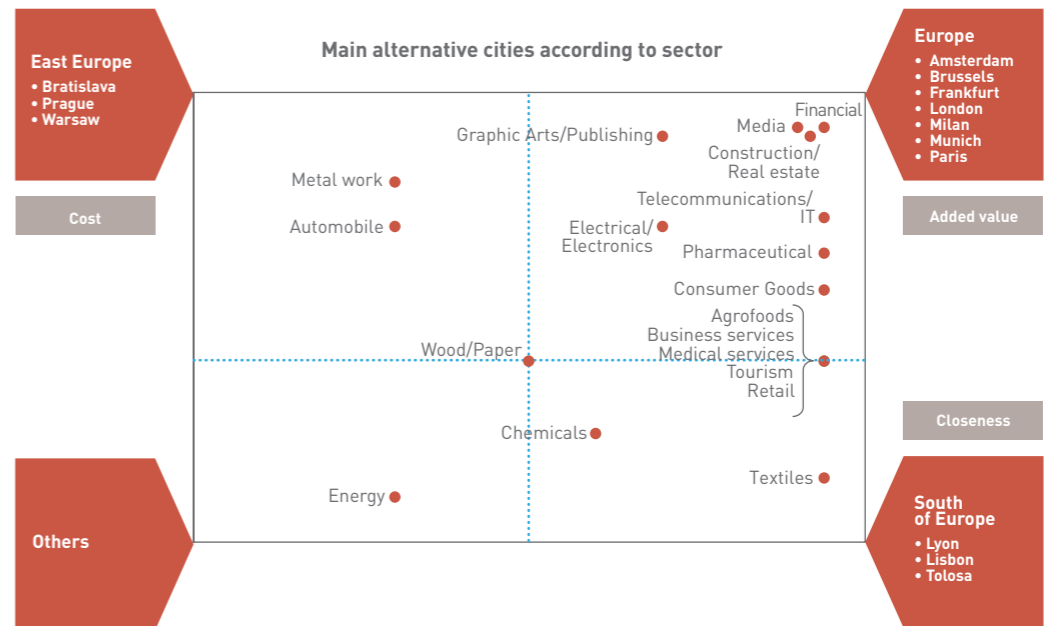 Main alternative cities according to sector
East Europe
• Bratislava
• Prague
• Warsaw
Cost
Europe
• Amsterdam
• Brussels
• Frankfurt
• London
• Milan
• Munich
• Paris
Added value
Financial
Media
Graphic Arts/Publishing
Construction/
Real estate
Metal work
Telecommunications/
IT
Automobile
Electrical/
Electronics
Pharmaceutical
Consumer Goods
Agrofoods
Business services
Medical services
Tourism
Retail
Wood/Paper
Chemicals
Textiles
Energy
Closeness
Others
South
of Europe
• Lyon
• Lisbon
• Tolosa